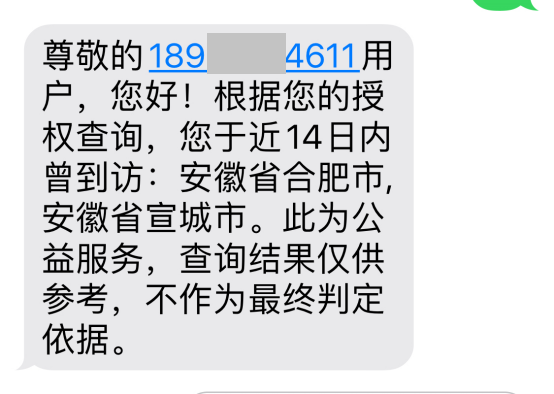 尊敬的189 4611用
户，您好！根据您的授
权查询，您于近14日内
曾到访：安徽省合肥市,
安徽省宣城市。此为公
益服务，查询结果仅供
参考，不作为最终判定
依据。